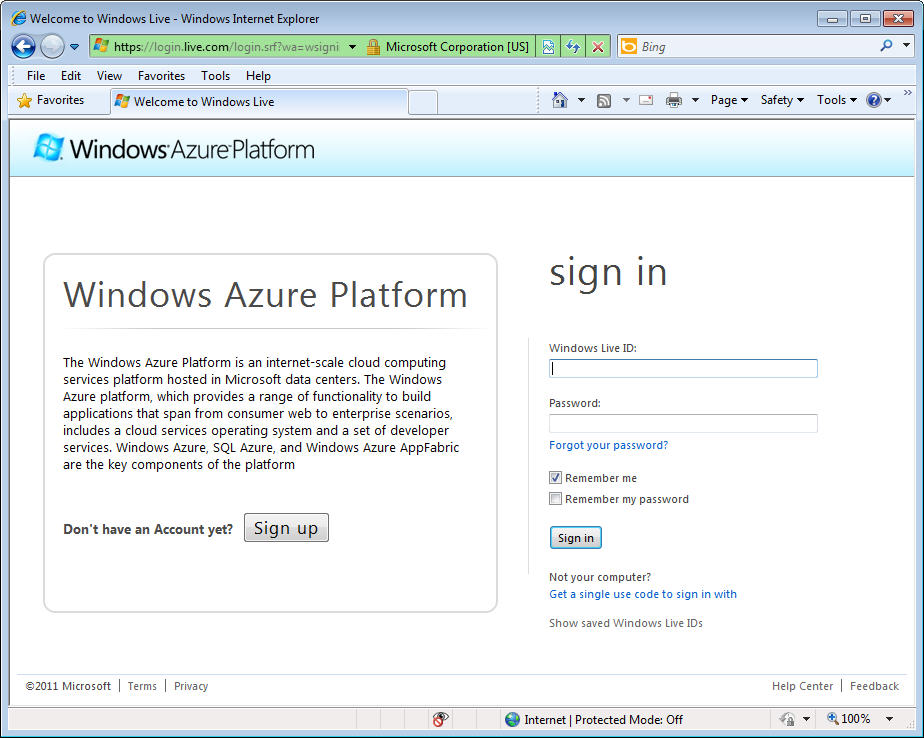 Welcome to Windows Live - Windows Internet Explorer
https://login.live.com/login.srf?wa=wsigni
Microsoft Corporation [US]
Bing
File Edit View Favorites Tools Help
Favorites
Welcome to Windows Live
Page Safety Tools
Windows Azure Platform
Windows Azure Platform
The Windows Azure Platform is an internet-scale cloud computing
services platform hosted in Microsoft data centers. The Windows
Azure platform, which provides a range of functionality to build
applications that span from consumer web to enterprise scenarios,
includes a cloud services operating system and a set of developer
services. Windows Azure, SQL Azure, and Windows Azure AppFabric
are the key components of the platform
Don't have an Account yet? Sign up
sign in
Windows Live ID:
Password:
Forgot your password?
Remember me
Remember my password
Sign in
Not your computer?
Get a single use code to sign in with
Show saved Windows Live IDs
©2011 Microsoft Terms Privacy
Help Center Feedback
Internet | Protected Mode: Off
100%